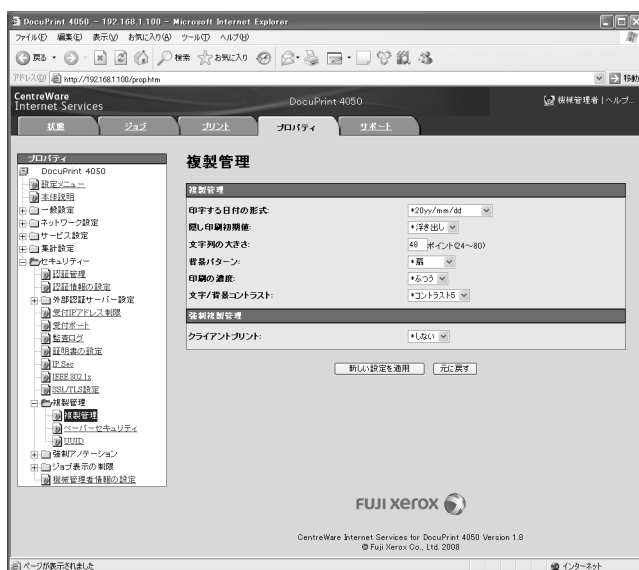 DocuPrint 4050 - 192.168.1.100 - Microsoft Internet Explorer
ファイル(F) 編集(E) 表示(V) お気に入り(A) ツール(T) ヘルプ(H)
戻る 検索 お気に入り
アドレス(D) http://192.168.1.100/prop.htm 移動
CentreWare
Internet Services
DocuPrint 4050
機械管理者 | ヘルプ...
状態 ジョブ プリント プロパティ サポート
プロパティ
DocuPrint 4050
設定メニュー
本体説明
一般設定
ネットワーク設定
サービス設定
集計設定
セキュリティー
認証管理
認証情報の設定
外部認証サーバー設定
受付IPアドレス制限
受付ポート
監査ログ
証明書の設定
IP Sec
IEEE 802.1x
SSL/TLS設定
複製管理
複製管理
ペーパーセキュリティ
UUID
強制アノテーション
ジョブ表示の制限
機械管理者情報の設定
複製管理
複製管理
印字する日付の形式: *20yy/mm/dd
隠し印刷初期値: *浮き出し
文字列の大きさ: 48 ポイント(24～80)
背景パターン: *扇
印刷の濃度: *ふつう
文字/背景コントラスト: *コントラスト5
強制複製管理
クライアントプリント: *しない
新しい設定を適用 元に戻す
FUJI XEROX
CentreWare Internet Services for DocuPrint 4050 Version 1.8
© Fuji Xerox Co., Ltd. 2008
ページが表示されました インターネット